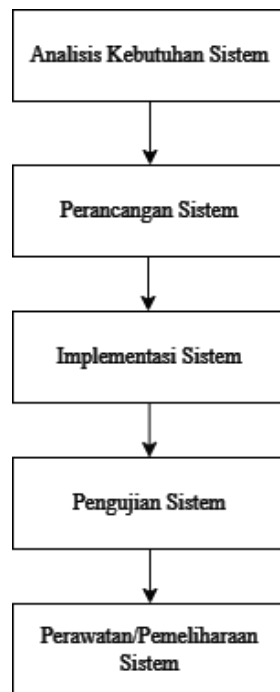 Analisis Kebutuhan Sistem
Perancangan Sistem
Implementasi Sistem
Pengujian Sistem
Perawatan/Pemeliharaan
Sistem